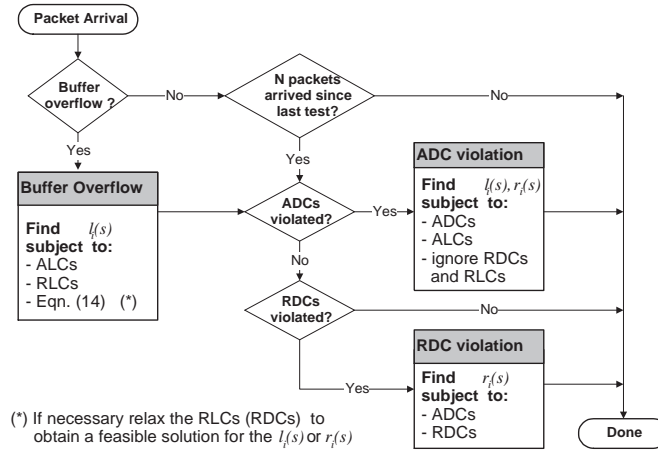 Packet Arrival
Buffer
overflow ?
No
N packets
arrived since
last test?
No
Yes
Yes
Buffer Overflow
Find l_i(s)
subject to:
- ALCs
- RLCs
- Eqn. (14) (*)
ADCs
violated?
Yes
ADC violation
Find l_i(s), r_i(s)
subject to:
- ADCs
- ALCs
- ignore RDCs
and RLCs
No
RDCs
violated?
No
Yes
RDC violation
Find r_i(s)
subject to:
- ADCs
- RDCs
Done
(*) If necessary relax the RLCs (RDCs) to
obtain a feasible solution for the l_i(s) or r_i(s)